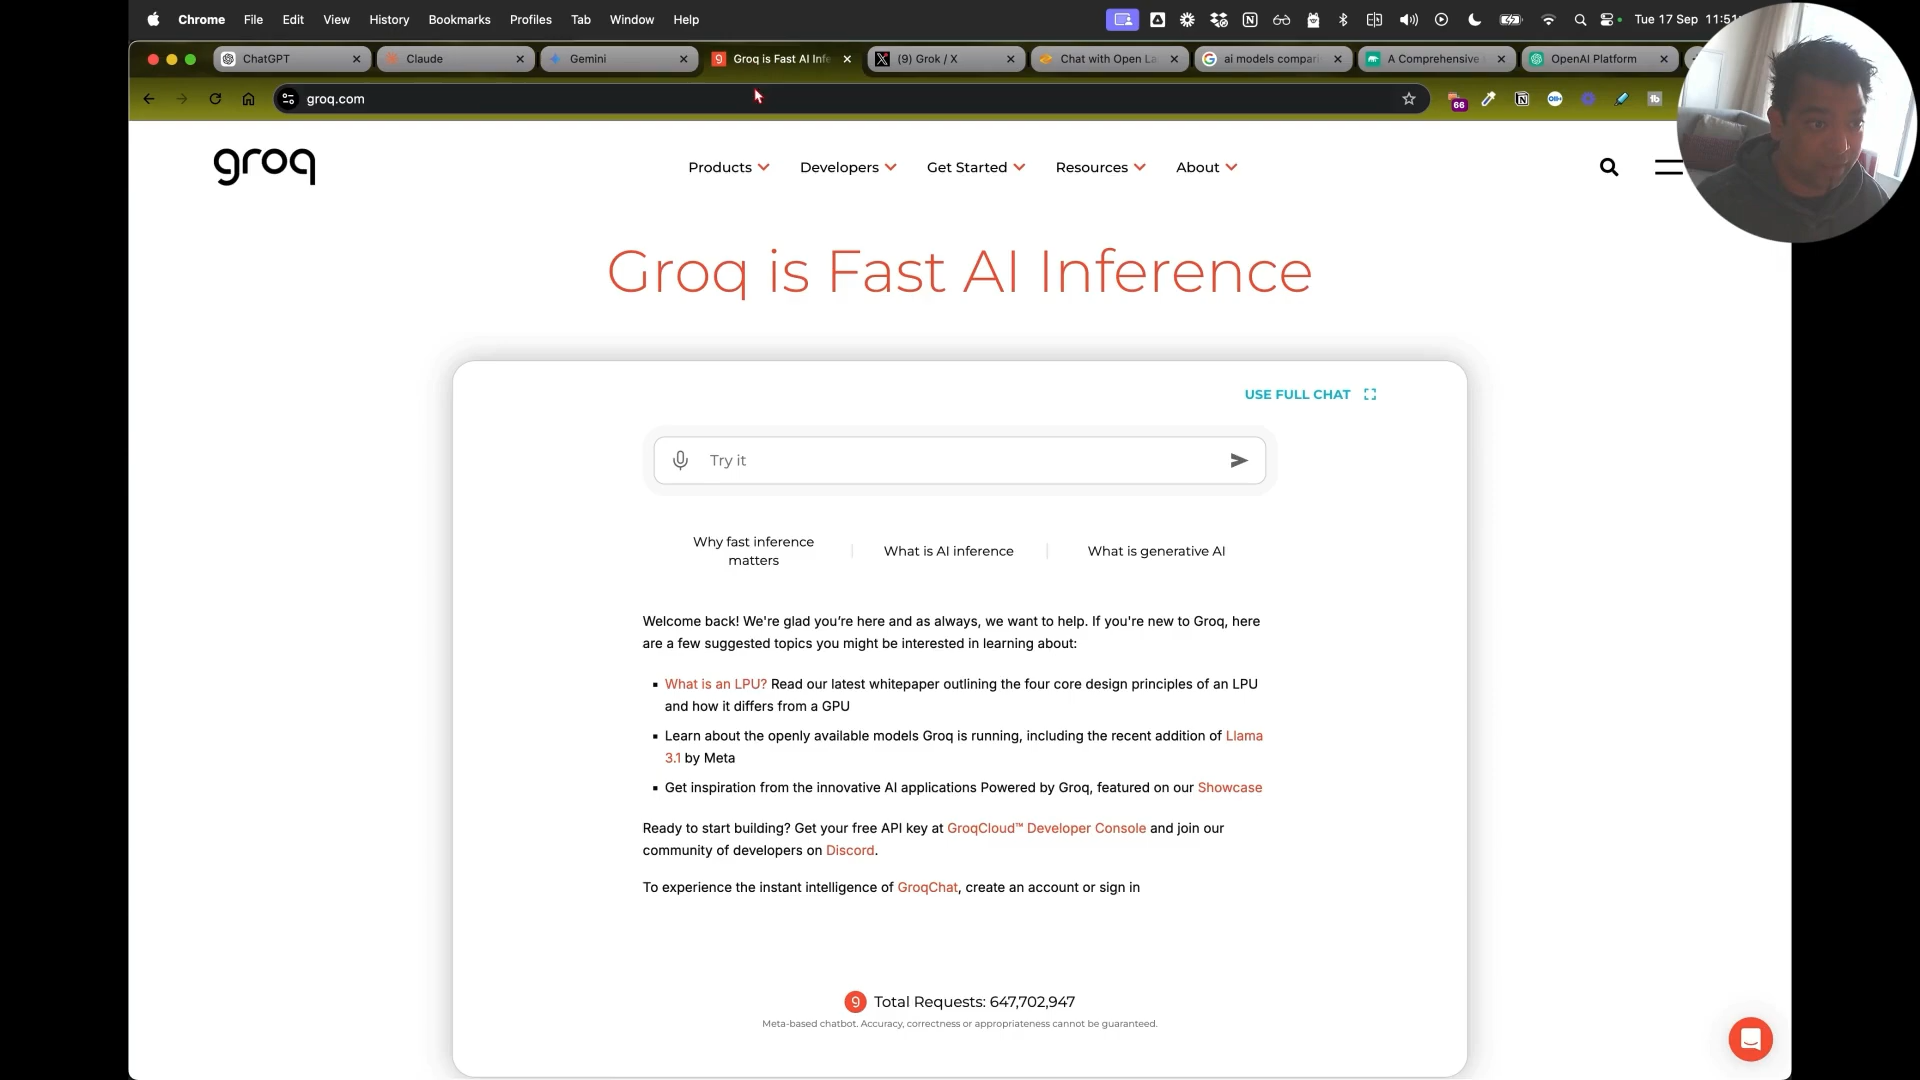 Chrome File Edit View History Bookmarks Profiles Tab Window Help
66
Tue 17 Sep 11:51
ChatGPT
Claude
Gemini
Groq is Fast AI Infe
(9) Grok / X
Chat with Open La
ai models compari
A Comprehensive
OpenAI Platform
groq.com
groq
Products
Developers
Get Started
Resources
About
Groq is Fast AI Inference
USE FULL CHAT
Try it
Why fast inference
matters
What is AI inference
What is generative AI
Welcome back! We're glad you're here and as always, we want to help. If you're new to Groq, here
are a few suggested topics you might be interested in learning about:
What is an LPU? Read our latest whitepaper outlining the four core design principles of an LPU
and how it differs from a GPU
Learn about the openly available models Groq is running, including the recent addition of Llama
3.1 by Meta
Get inspiration from the innovative AI applications Powered by Groq, featured on our Showcase
Ready to start building? Get your free API key at GroqCloud™ Developer Console and join our
community of developers on Discord.
To experience the instant intelligence of GroqChat, create an account or sign in
Total Requests: 647,702,947
Meta-based chatbot. Accuracy, correctness or appropriateness cannot be guaranteed.